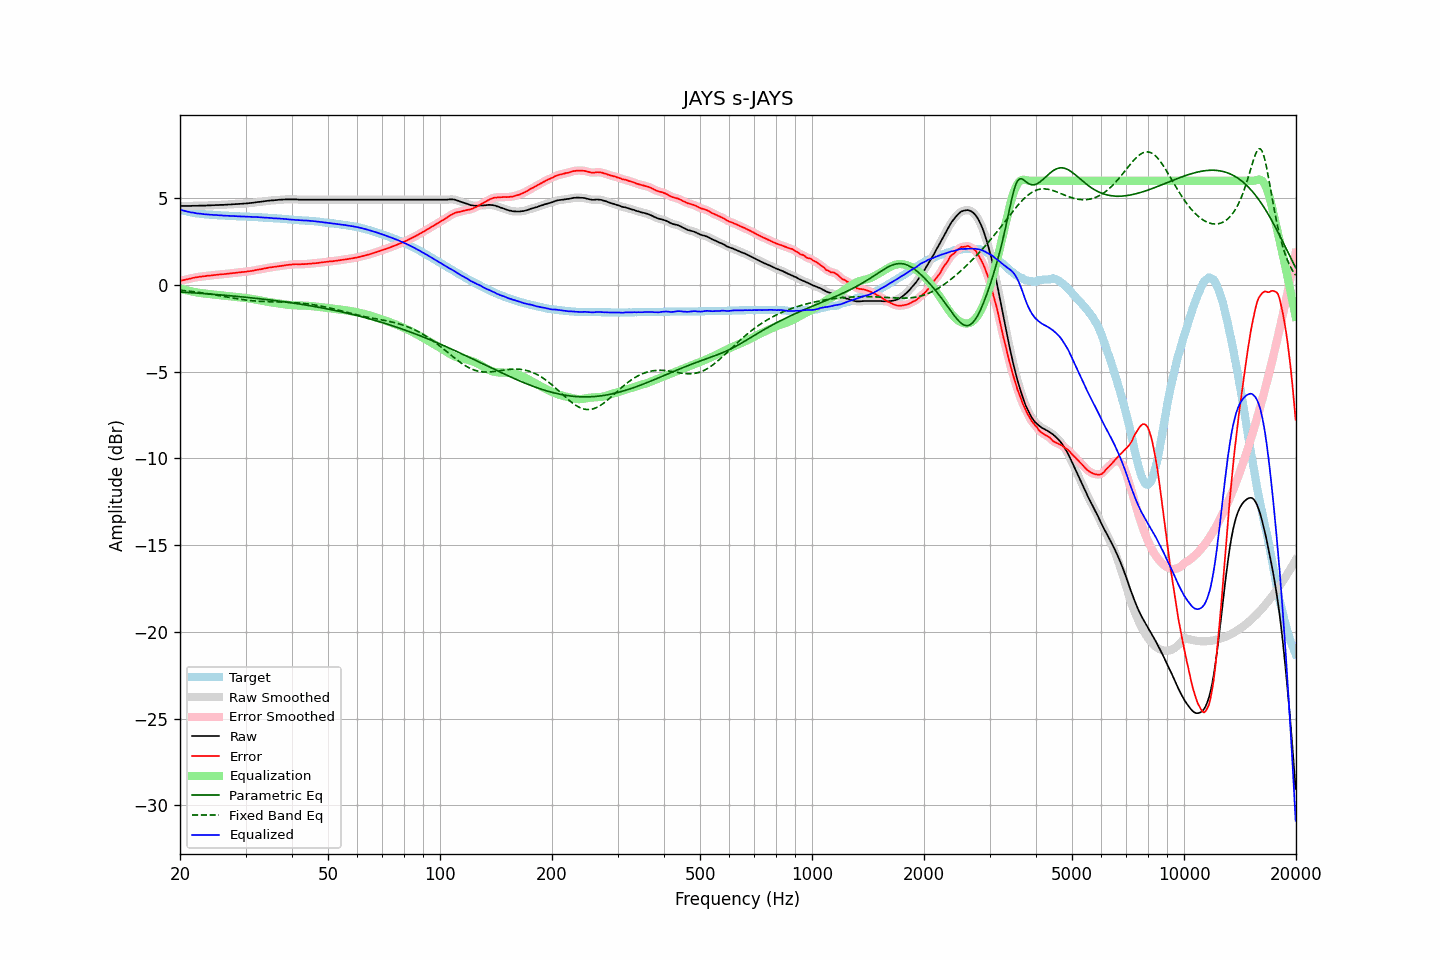 JAYS s-JAYS
Amplitude (dBr)
5
0
−5
−10
−15
−20
−25
−30
Target
Raw Smoothed
Error Smoothed
Raw
Error
Equalization
Parametric Eq
Fixed Band Eq
Equalized
20 50 100 200 500 1000 2000 5000 10000 20000
Frequency (Hz)